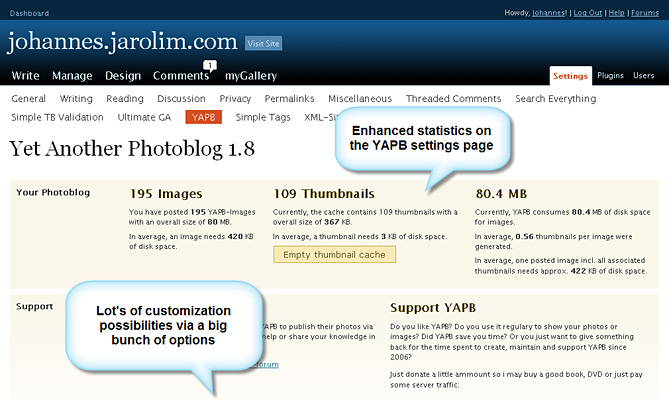 Dashboard
Howdy, Johannes! | Log Out | Help | Forums
johannes.jarolim.com
Visit Site
1
Write Manage Design Comments myGallery
Settings Plugins Users
General Writing Reading Discussion Privacy Permalinks Miscellaneous Threaded Comments Search Everything
Simple TB Validation Ultimate GA YAPB Simple Tags XML-Si
Enhanced statistics on
the YAPB settings page
Yet Another Photoblog 1.8
Your Photoblog
195 Images
You have posted 195 YAPB-Images
with an overall size of 80 MB.
In average, an image needs 420 KB
of disk space.
109 Thumbnails
Currently, the cache contains 109 thumbnails with a
overall size of 367 KB.
In average, a thumbnail needs 3 KB of disk space.
Empty thumbnail cache
80.4 MB
Currently, YAPB consumes 80.4 MB of disk space
for images.
In average, 0.56 thumbnails per image were
generated.
In average, one posted image incl. all associated
thumbnails needs approx. 422 KB of disk space.
Support
Lot's of customization
possibilities via a big
bunch of options
YAPB to publish their photos via
help or share your knowledge in
forum
Support YAPB
Do you like YAPB? Do you use it regulary to show your photos or
images? Did YAPB save you time? Or you just want to give something
back for the time spent to create, maintain and support YAPB since
2006?
Just donate a little ammount so i may buy a good book, DVD or just pay
some server traffic: